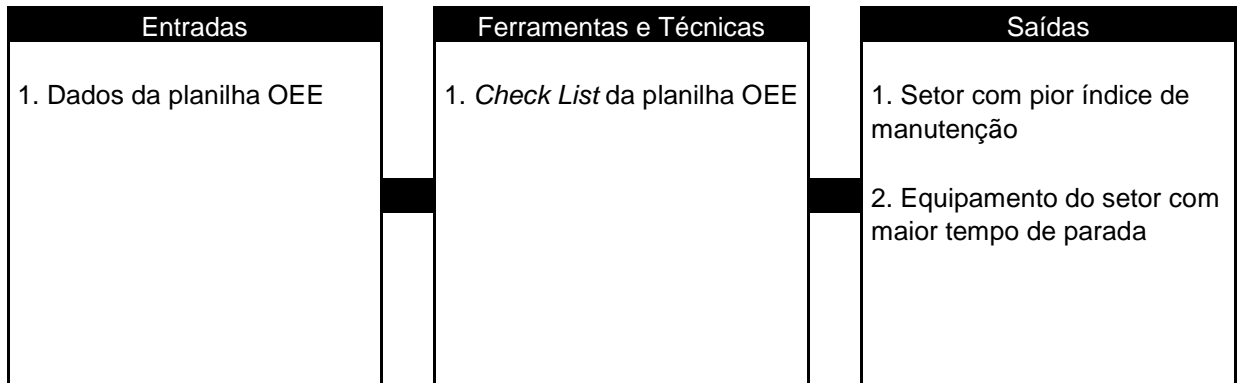 Entradas
1. Dados da planilha OEE
Ferramentas e Técnicas
1. Check List da planilha OEE
Saídas
1. Setor com pior índice de
manutenção
2. Equipamento do setor com
maior tempo de parada